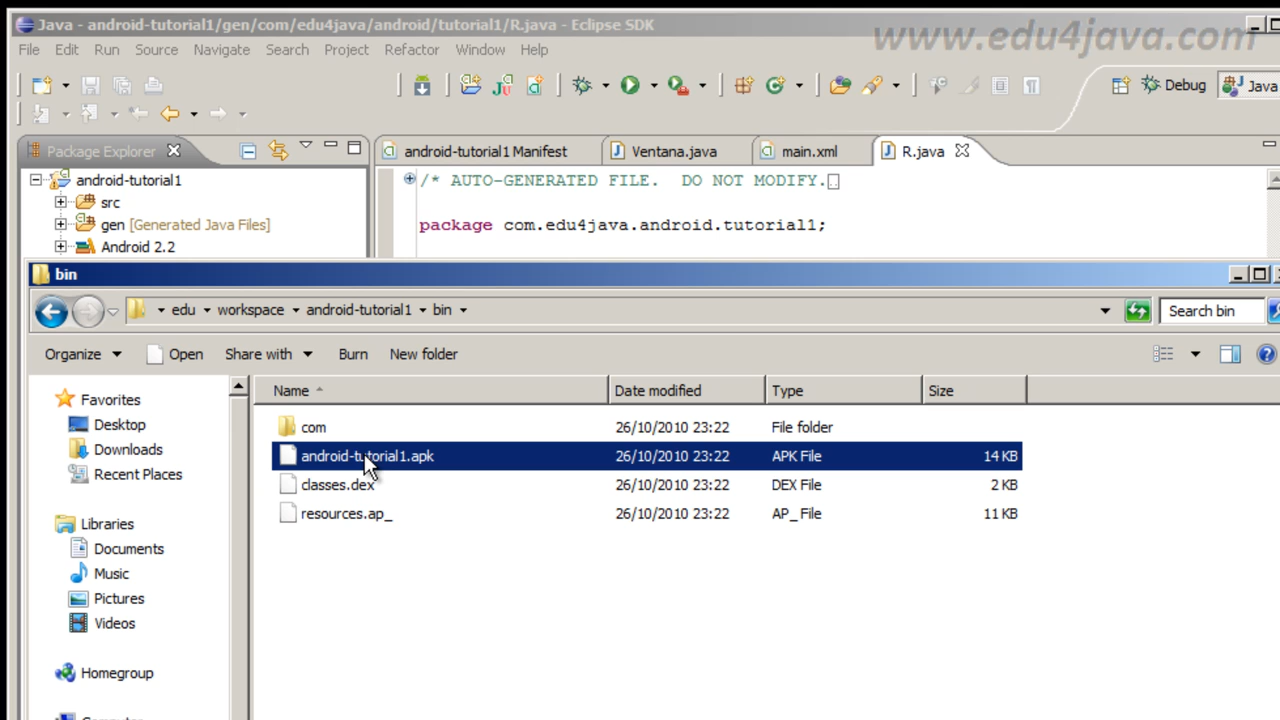 Java - android-tutorial1/gen/com/edu4java/android/tutorial1/R.java - Eclipse SDK
www.edu4java.com
File Edit Run Source Navigate Search Project Refactor Window Help
Debug Java
Package Explorer
android-tutorial1 Manifest Ventana.java main.xml R.java
android-tutorial1
src
gen [Generated Java Files]
Android 2.2
/* AUTO-GENERATED FILE. DO NOT MODIFY.
package com.edu4java.android.tutorial1;
bin
edu workspace android-tutorial1 bin
Search bin
Organize Open Share with Burn New folder
Favorites
Desktop
Downloads
Recent Places
Libraries
Documents
Music
Pictures
Videos
Homegroup
Name Date modified Type Size
com 26/10/2010 23:22 File folder
android-tutorial1.apk 26/10/2010 23:22 APK File 14 KB
classes.dex 26/10/2010 23:22 DEX File 2 KB
resources.ap_ 26/10/2010 23:22 AP_ File 11 KB